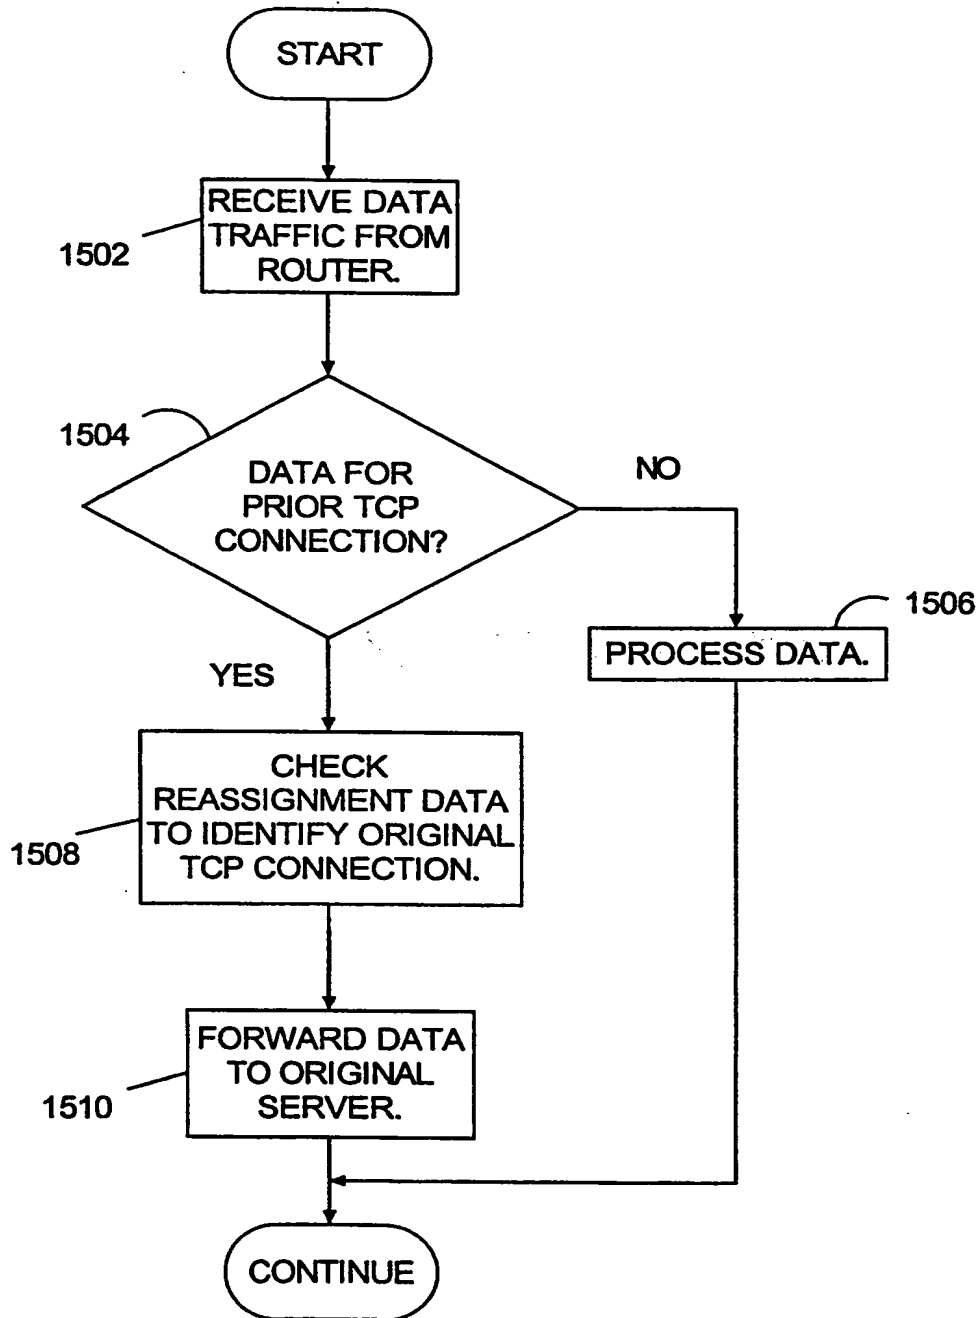 START
RECEIVE DATA
TRAFFIC FROM
ROUTER.
1502
1504
DATA FOR
PRIOR TCP
CONNECTION?
NO
1506
PROCESS DATA.
YES
CHECK
REASSIGNMENT DATA
TO IDENTIFY ORIGINAL
TCP CONNECTION.
1508
FORWARD DATA
TO ORIGINAL
SERVER.
1510
CONTINUE